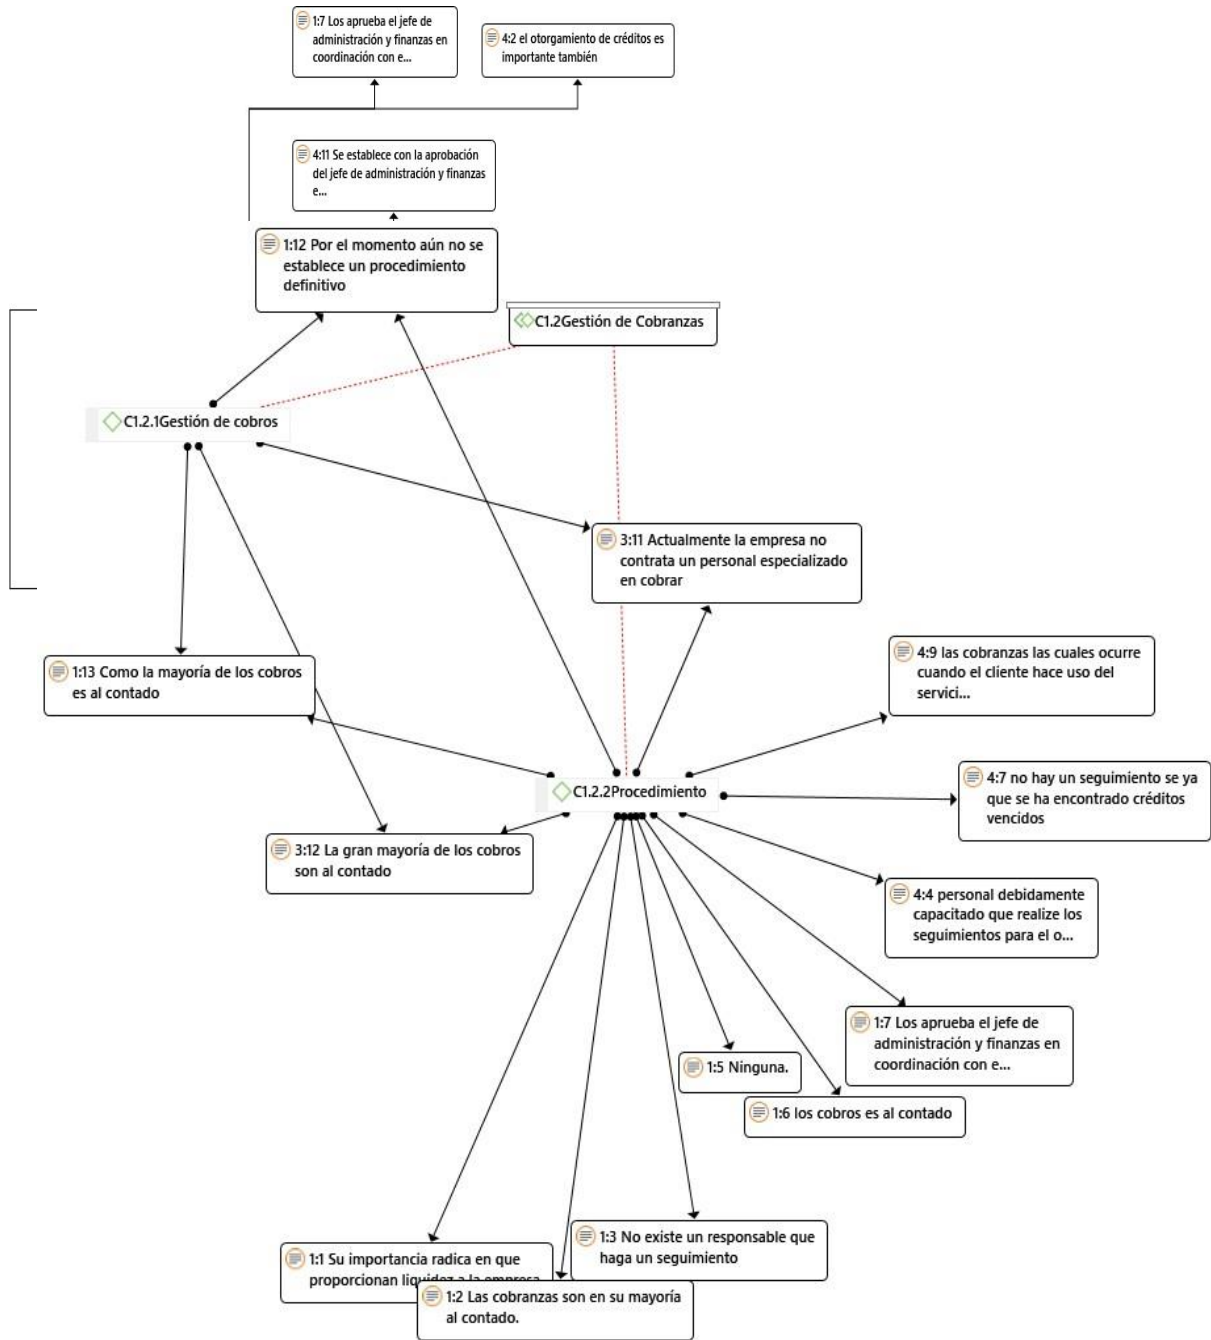 1:7 Los aprueba el jefe de
administración y finanzas en
coordinación con e...
4:2 el otorgamiento de créditos es
importante también
4:11 Se establece con la aprobación
del jefe de administración y finanzas
e...
1:12 Por el momento aún no se
establece un procedimiento
definitivo
C1.2Gestión de Cobranzas
C1.2.1Gestión de cobros
3:11 Actualmente la empresa no
contrata un personal especializado
en cobrar
1:13 Como la mayoría de los cobros
es al contado
4:9 las cobranzas las cuales ocurre
cuando el cliente hace uso del
servici...
C1.2.2Procedimiento
4:7 no hay un seguimiento se ya
que se ha encontrado créditos
vencidos
3:12 La gran mayoría de los cobros
son al contado
4:4 personal debidamente
capacitado que realize los
seguimientos para el o...
1:7 Los aprueba el jefe de
administración y finanzas en
coordinación con e...
1:5 Ninguna.
1:6 los cobros es al contado
1:3 No existe un responsable que
haga un seguimiento
1:1 Su importancia radica en que
proporcionan liquidez a la empresa
1:2 Las cobranzas son en su mayoría
al contado.